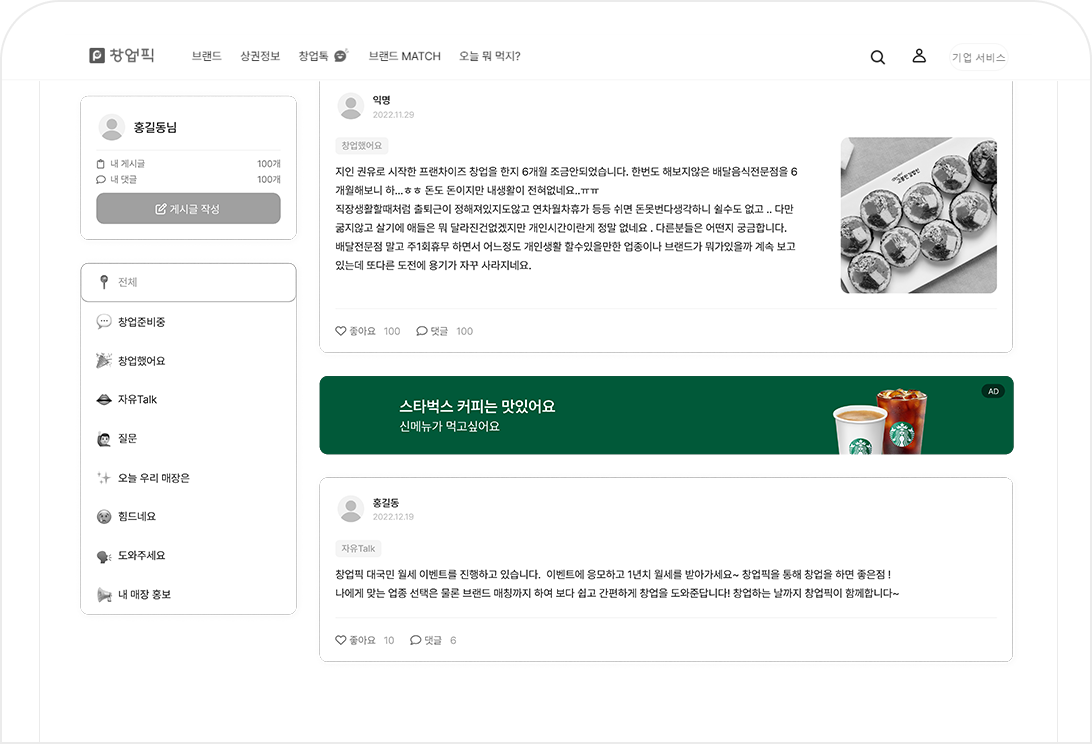 창업픽
브랜드
상권정보
창업톡
브랜드 MATCH
오늘 뭐 먹지?
기업 서비스
홍길동님
내 게시글 100개
내 댓글 100개
게시글 작성
전체
창업준비중
창업했어요
자유Talk
질문
오늘 우리 매장은
힘드네요
도와주세요
내 매장 홍보
익명
2022.11.29
창업했어요
지인 권유로 시작한 프랜차이즈 창업을 한지 6개월 조금안되었습니다. 한번도 해보지않은 배달음식전문점을 6
개월해보니 하...ㅎㅎ 돈도 돈이지만 내생활이 전혀없네요..ㅠㅠ
직장생활할때처럼 출퇴근이 정해져있지도않고 연차월차휴가 등등 쉬면 돈못번다생각하니 쉴수도 없고 .. 다만
굶지않고 살기에 애들은 뭐 달라진건없겠지만 개인시간이란게 정말 없네요 . 다른분들은 어떤지 궁금합니다.
배달전문점 말고 주1회휴무 하면서 어느정도 개인생활 할수있을만한 업종이나 브랜드가 뭐가있을까 계속 보고
있는데 또다른 도전에 용기가 자꾸 사라지네요.
좋아요 100 댓글 100
AD
스타벅스 커피는 맛있어요
신메뉴가 먹고싶어요
홍길동
2022.12.19
자유Talk
창업픽 대국민 월세 이벤트를 진행하고 있습니다. 이벤트에 응모하고 1년치 월세를 받아가세요~ 창업픽을 통해 창업을 하면 좋은점 !
나에게 맞는 업종 선택은 물론 브랜드 매칭까지 하여 보다 쉽고 간편하게 창업을 도와준답니다! 창업하는 날까지 창업픽이 함께합니다~
좋아요 10 댓글 6